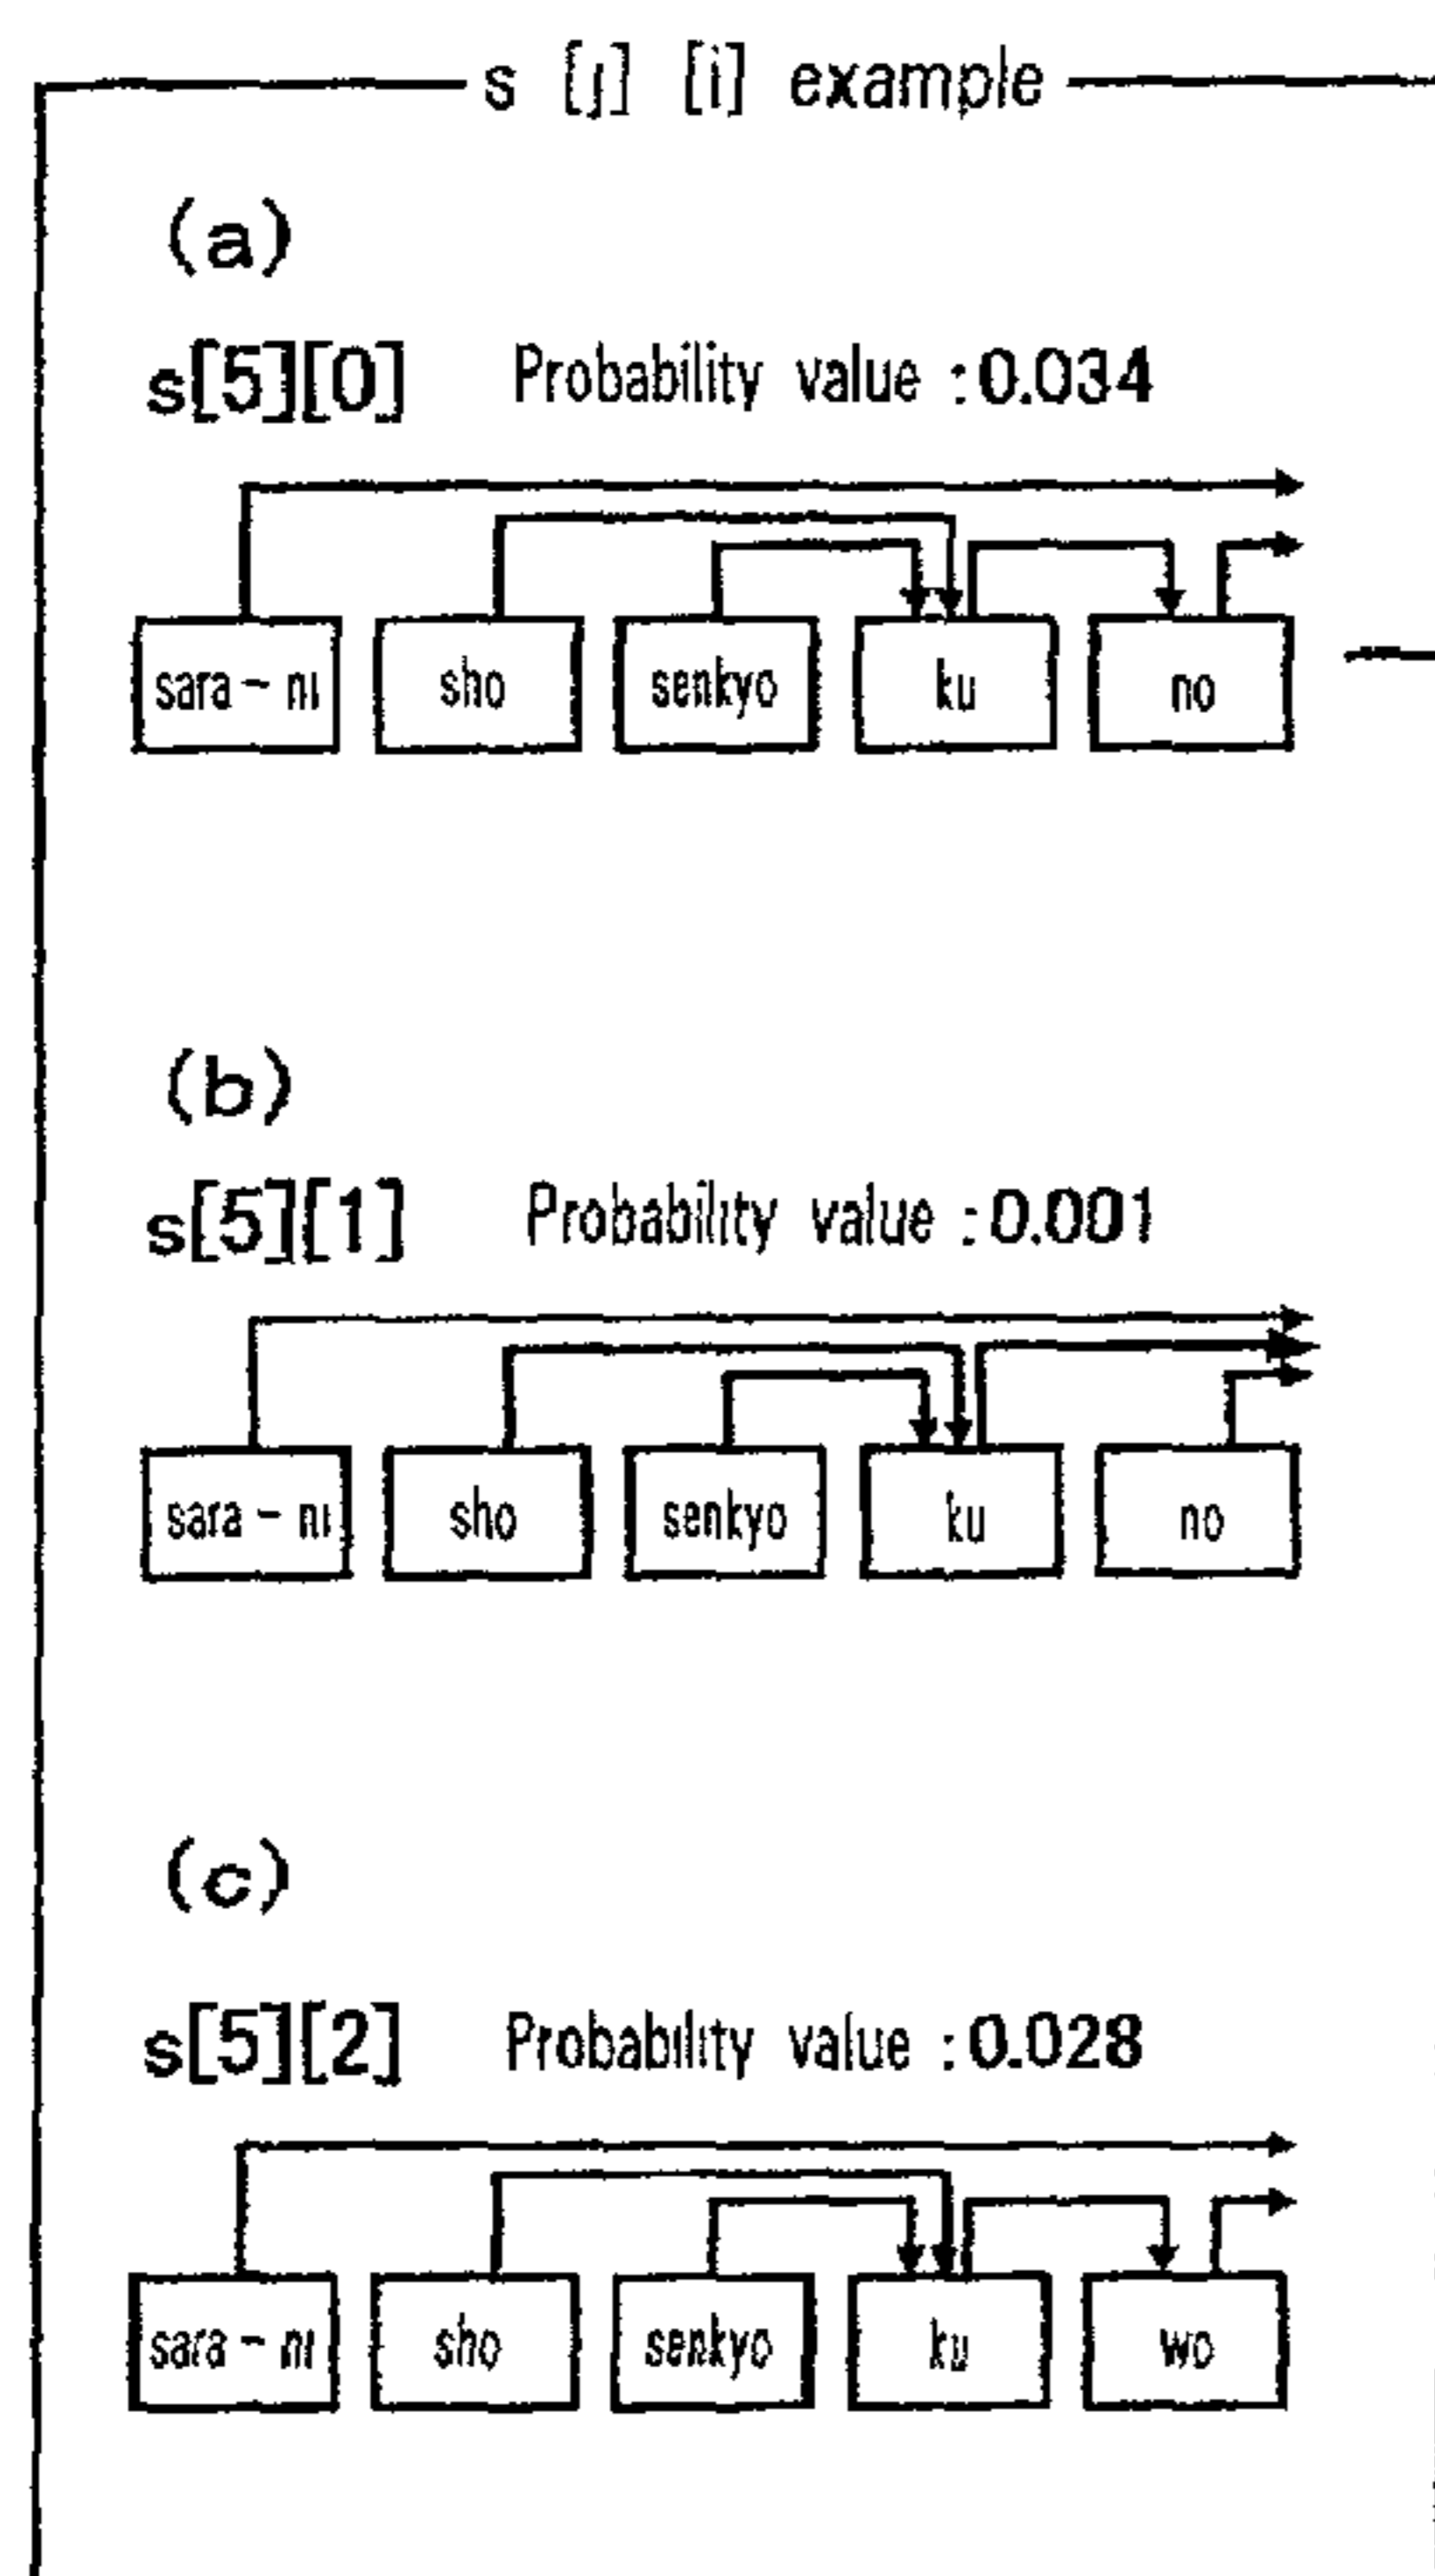 s [j] [i] example
(a)
s[5][0] Probability value : 0.034
sara - ni sho senkyo ku no
(b)
s[5][1] Probability value : 0.001
sara - ni sho senkyo ku no
(c)
s[5][2] Probability value : 0.028
sara - ni sho senkyo ku wo